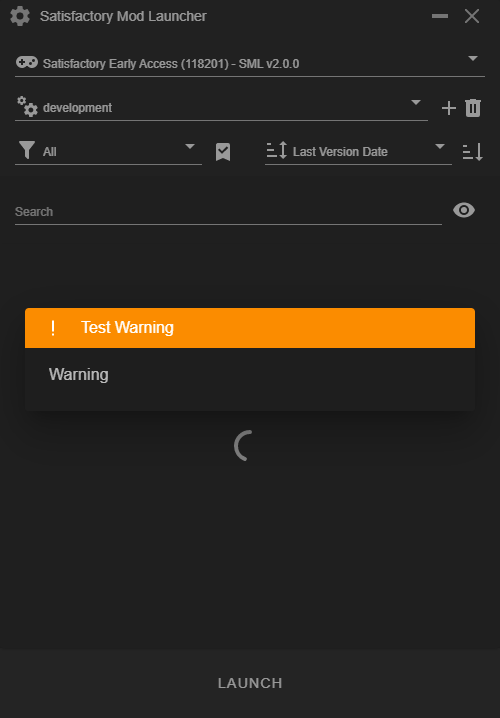 Satisfactory Mod Launcher
Satisfactory Early Access (118201) - SML v2.0.0
development
All
Last Version Date
Search
! Test Warning
Warning
LAUNCH